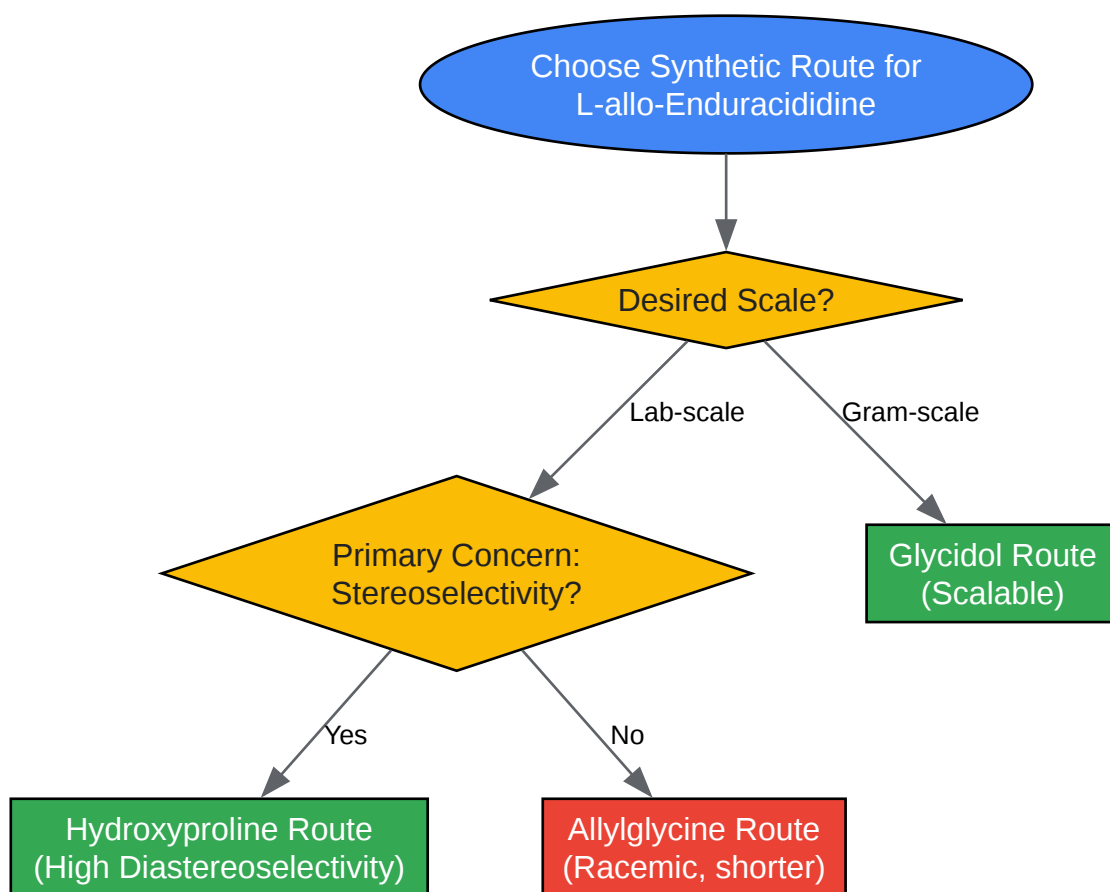 Choose Synthetic Route for
L-allo-Enduracididine
Desired Scale?
Lab-scale
Gram-scale
Primary Concern:
Stereoselectivity?
Glycidol Route
(Scalable)
Yes
No
Hydroxyproline Route
(High Diastereoselectivity)
Allylglycine Route
(Racemic, shorter)